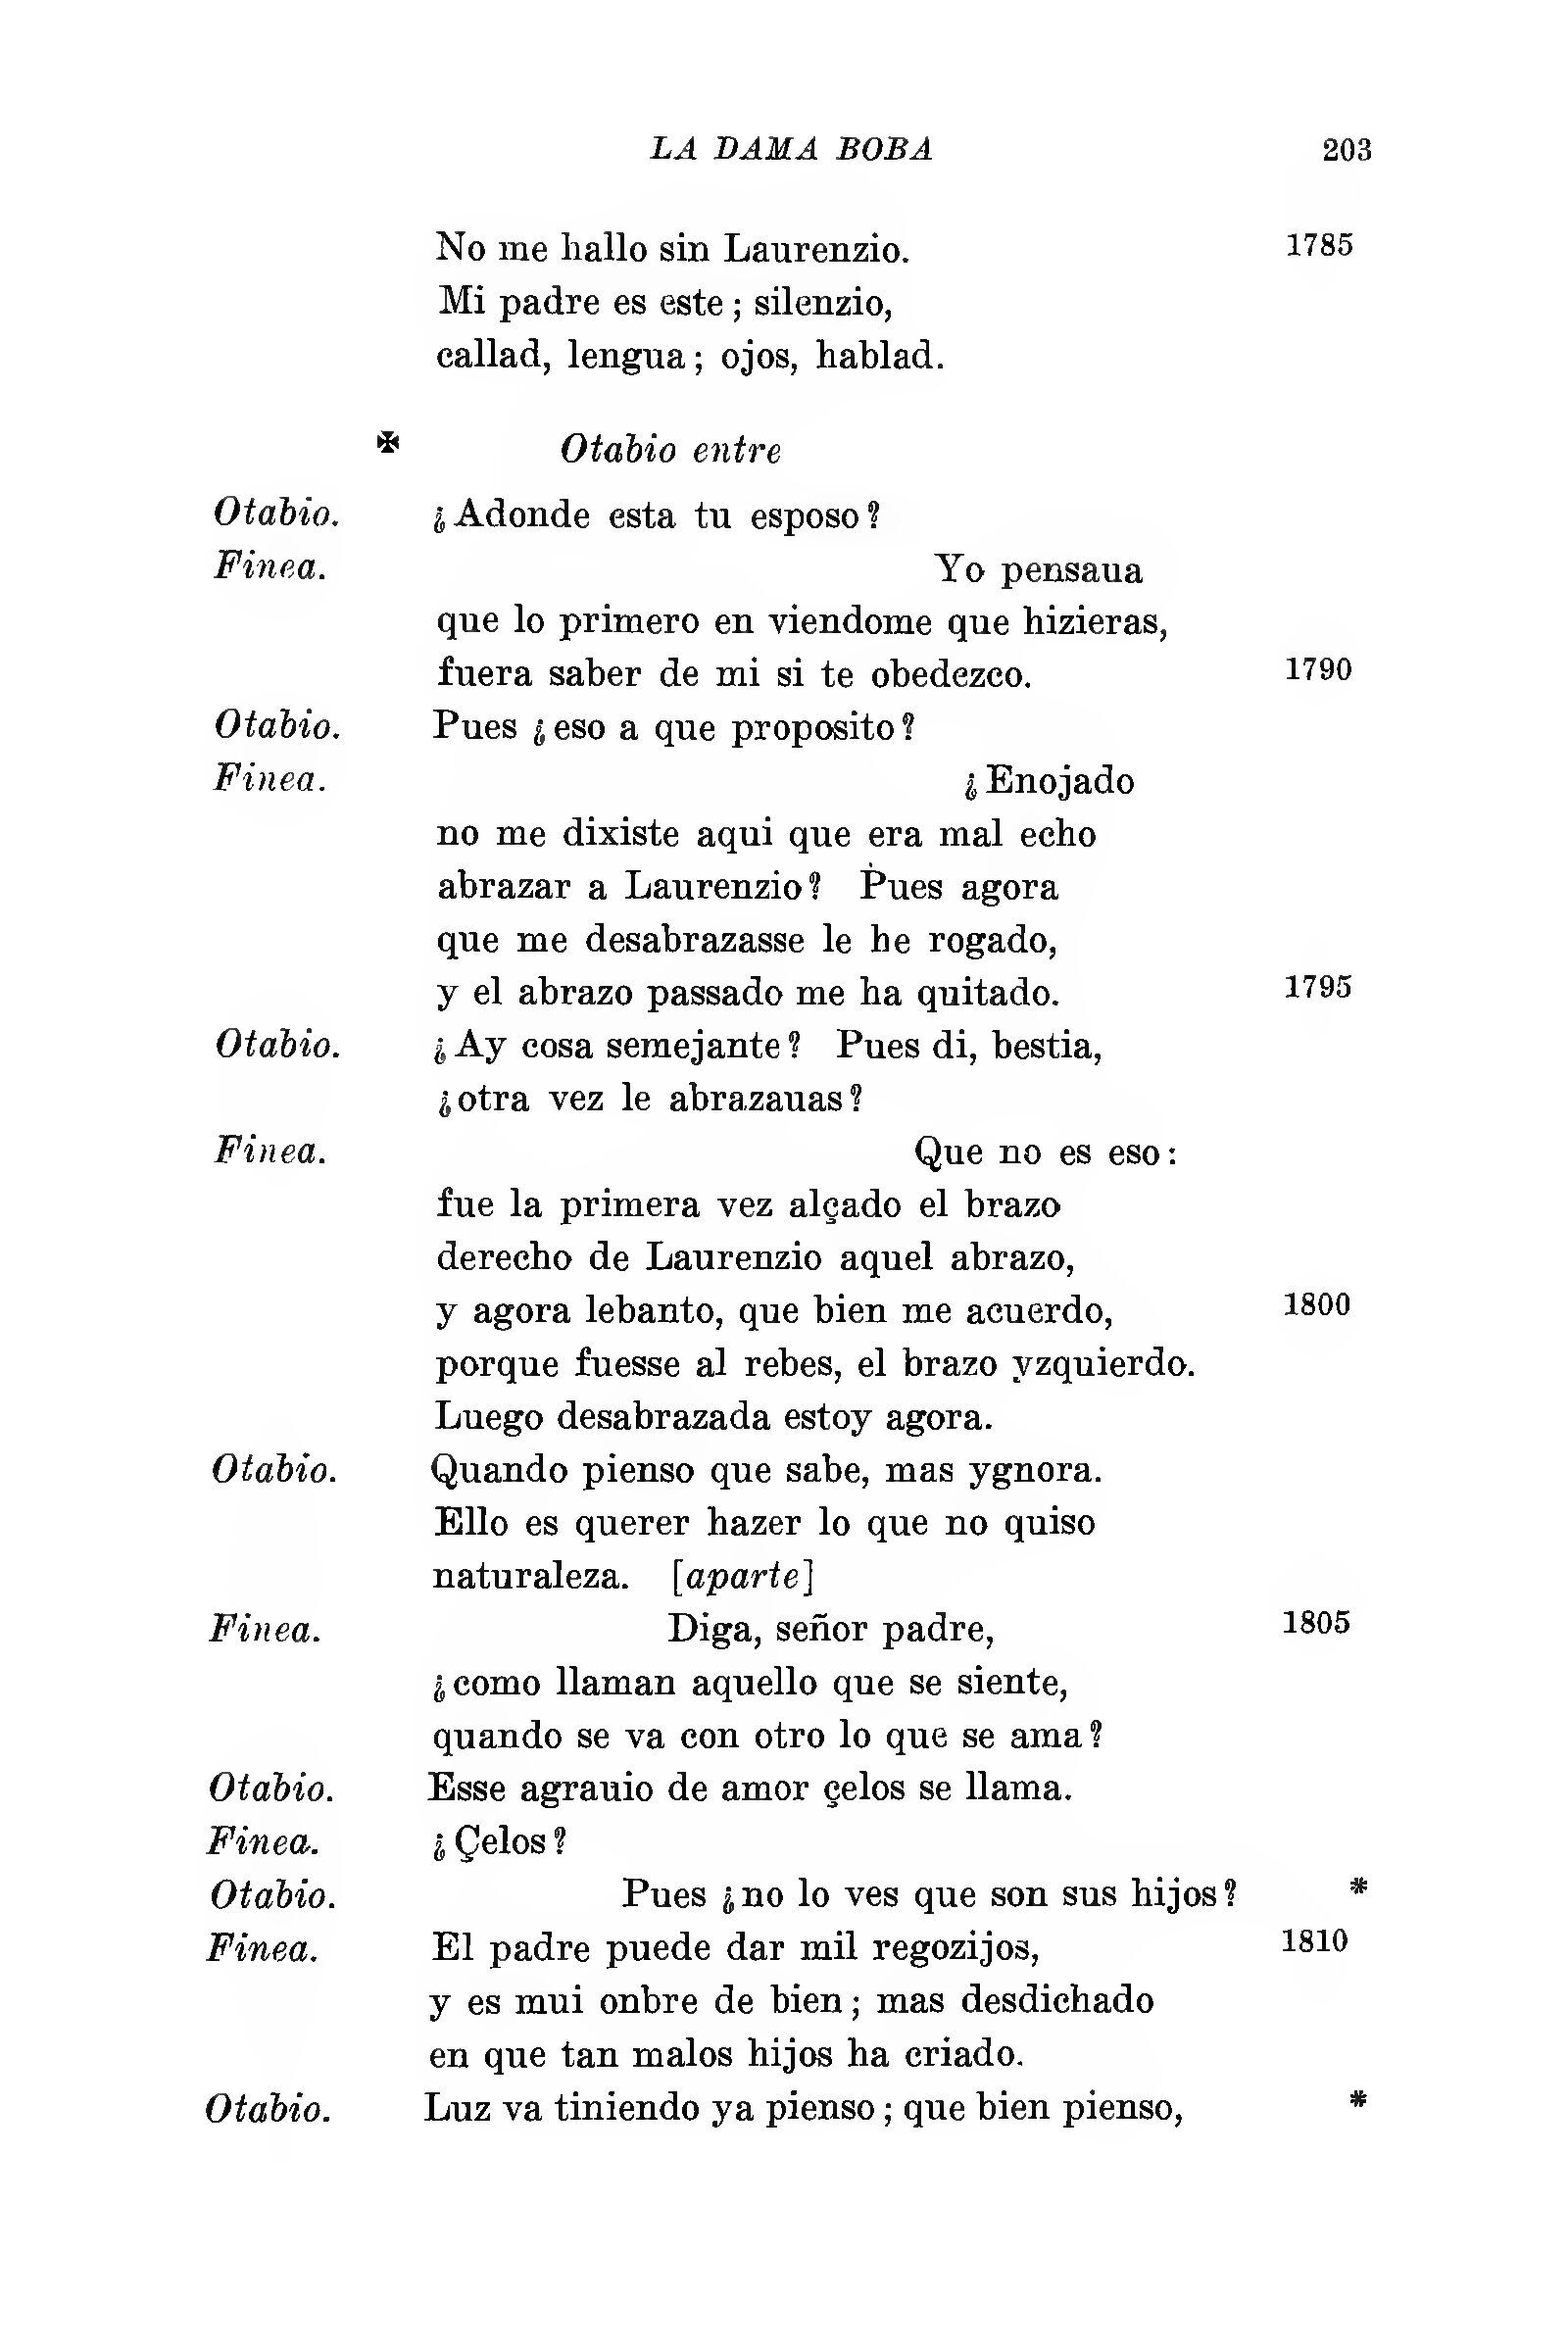 LA DAMA BOBA 203
No me hallo sin Laurenzio. 1785
Mi padre es este; silenzio,
callad, lengua; ojos, hablad.
✠ Otabio entre
Otabio. ¿Adonde esta tu esposo?
Finea. Yo pensaua
que lo primero en viendome que hizieras,
fuera saber de mi si te obedezco. 1790
Otabio. Pues ¿eso a que proposito?
Finea. ¿Enojado
no me dixiste aqui que era mal echo
abrazar a Laurenzio? Pues agora
que me desabrazasse le he rogado,
y el abrazo passado me ha quitado. 1795
Otabio. ¿Ay cosa semejante? Pues di, bestia,
¿otra vez le abrazauas?
Finea. Que no es eso:
fue la primera vez alçado el brazo
derecho de Laurenzio aquel abrazo,
y agora lebanto, que bien me acuerdo, 1800
porque fuesse al rebes, el brazo yzquierdo.
Luego desabrazada estoy agora.
Otabio. Quando pienso que sabe, mas ygnora.
Ello es querer hazer lo que no quiso
naturaleza. [aparte]
Finea. Diga, señor padre, 1805
¿como llaman aquello que se siente,
quando se va con otro lo que se ama?
Otabio. Esse agrauio de amor çelos se llama.
Finea. ¿Çelos?
Otabio. Pues ¿no lo ves que son sus hijos? *
Finea. El padre puede dar mil regozijos, 1810
y es mui onbre de bien; mas desdichado
en que tan malos hijos ha criado.
Otabio. Luz va tiniendo ya pienso; que bien pienso, *